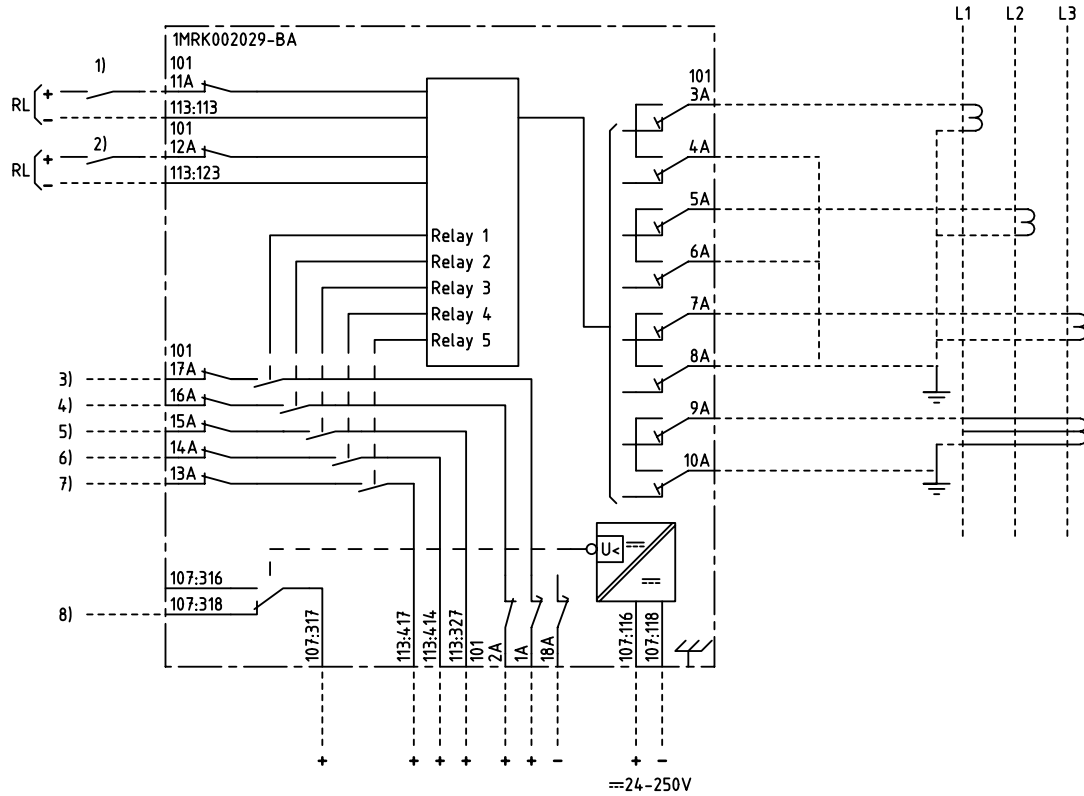 L1 L2 L3
1MRK002029-BA
1)
101
11A
RL + -
113:113
101
2)
12A
RL + -
113:123
Relay 1
Relay 2
Relay 3
Relay 4
Relay 5
101
3A
4A
5A
6A
7A
8A
9A
10A
101
3) 17A
4) 16A
5) 15A
6) 14A
7) 13A
U<
107:316
8) 107:318
107:317
113:417
113:414
113:327
101
2A
1A
18A
107:116
107:118
+ + + + + + - + -
24-250V